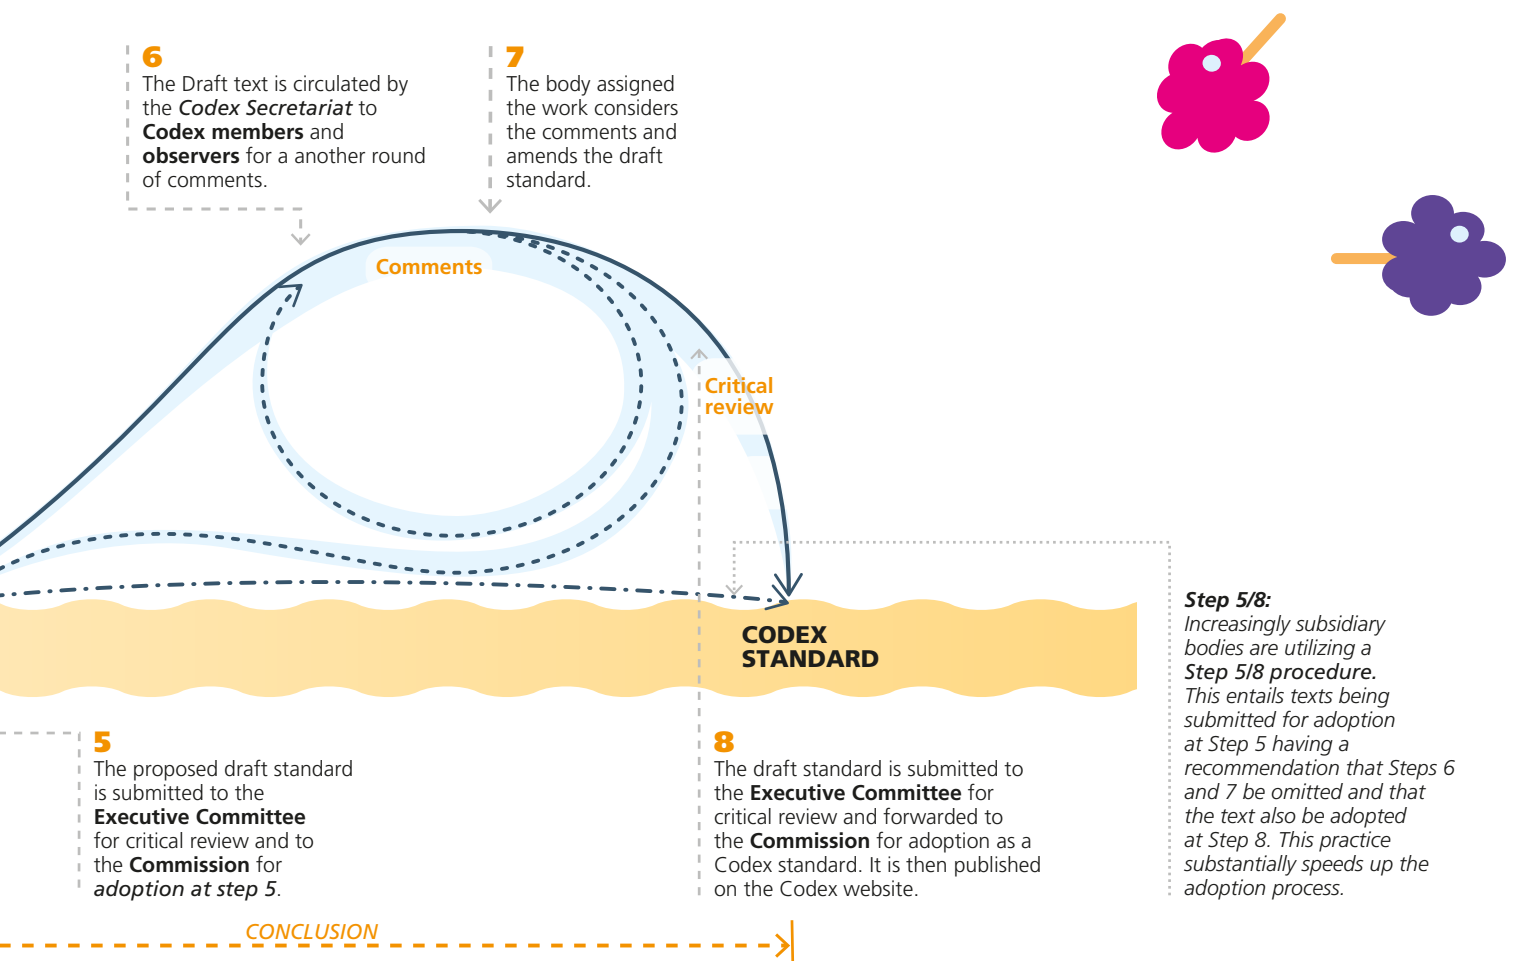 6
The Draft text is circulated by
the Codex Secretariat to
Codex members and
observers for a another round
of comments.
7
The body assigned
the work considers
the comments and
amends the draft
standard.
Comments
Critical
review
CODEX
STANDARD
5
The proposed draft standard
is submitted to the
Executive Committee
for critical review and to
the Commission for
adoption at step 5.
8
The draft standard is submitted to
the Executive Committee for
critical review and forwarded to
the Commission for adoption as a
Codex standard. It is then published
on the Codex website.
Step 5/8:
Increasingly subsidiary
bodies are utilizing a
Step 5/8 procedure.
This entails texts being
submitted for adoption
at Step 5 having a
recommendation that Steps 6
and 7 be omitted and that
the text also be adopted
at Step 8. This practice
substantially speeds up the
adoption process.
CONCLUSION